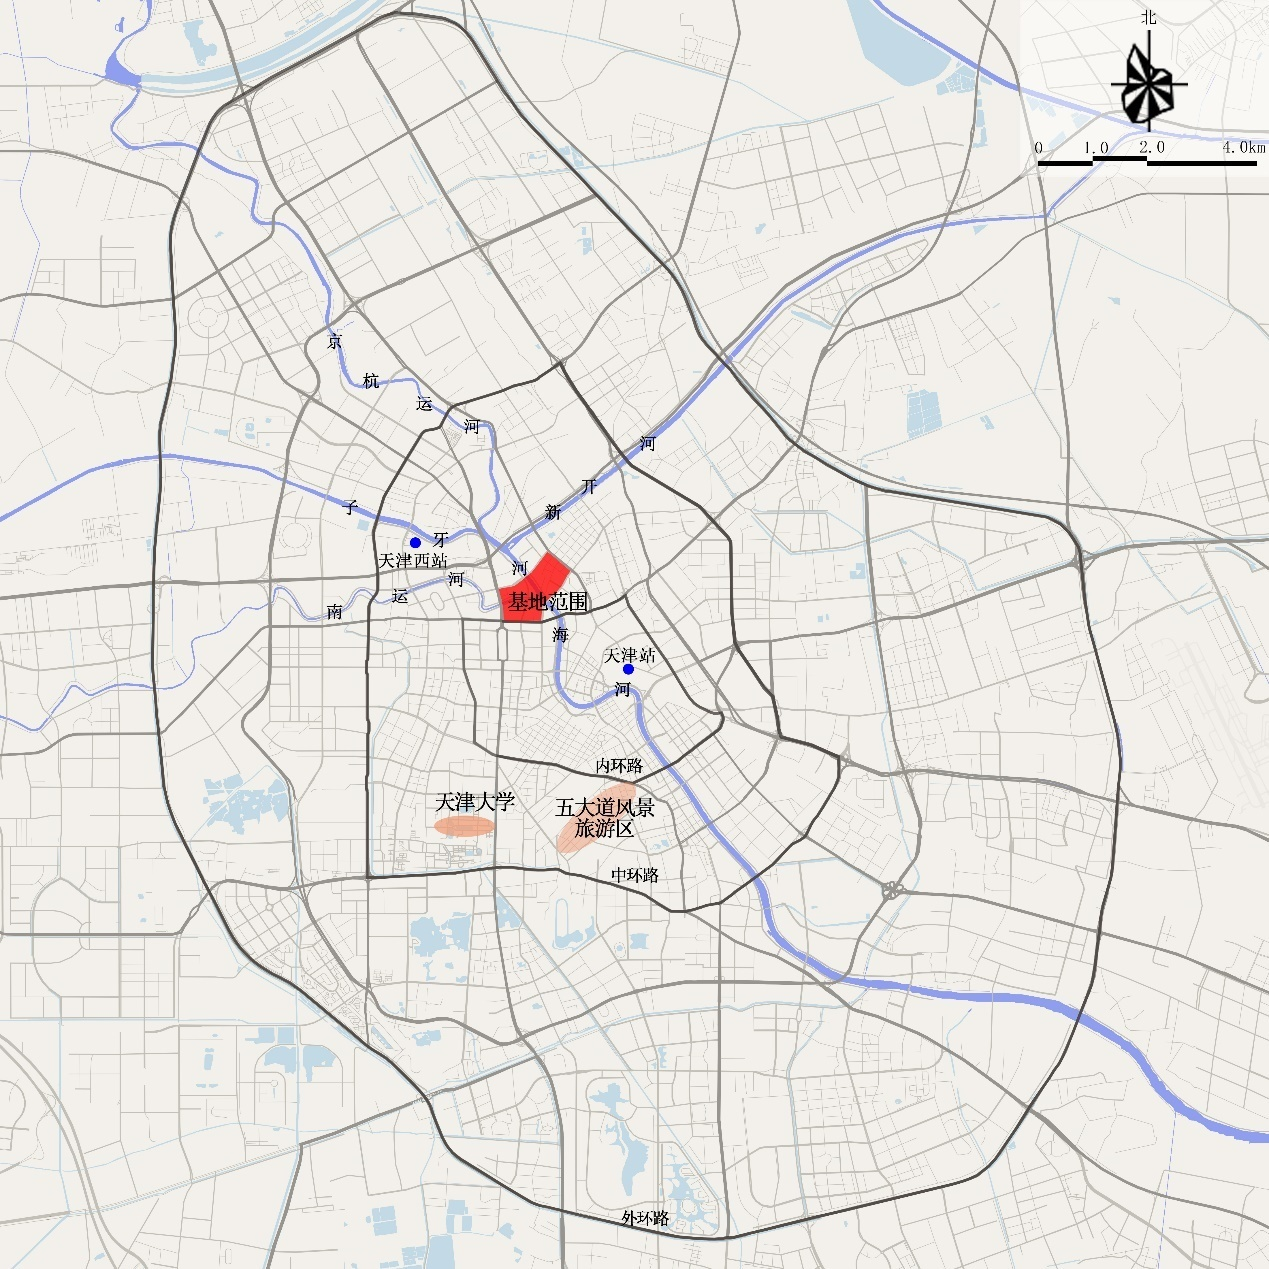 北
0 1.0 2.0 4.0km
京
杭
运
河
河
开
新
子
牙
河
天津西站
南
运
河
基地范围
海
河
天津站
内环路
天津大学
五大道风景
旅游区
中环路
外环路